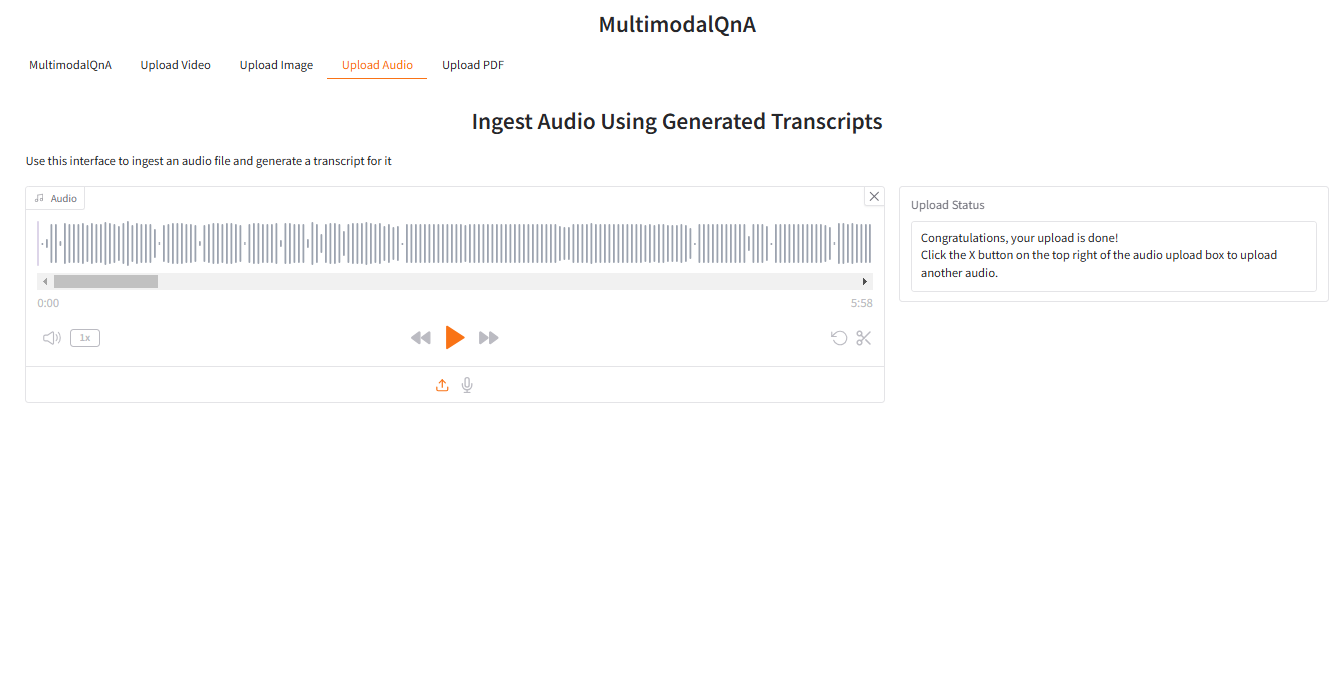 MultimodalQnA
MultimodalQnA Upload Video Upload Image Upload Audio Upload PDF
Ingest Audio Using Generated Transcripts
Use this interface to ingest an audio file and generate a transcript for it
Audio
0:00 5:58
1x
Upload Status
Congratulations, your upload is done!
Click the X button on the top right of the audio upload box to upload
another audio.